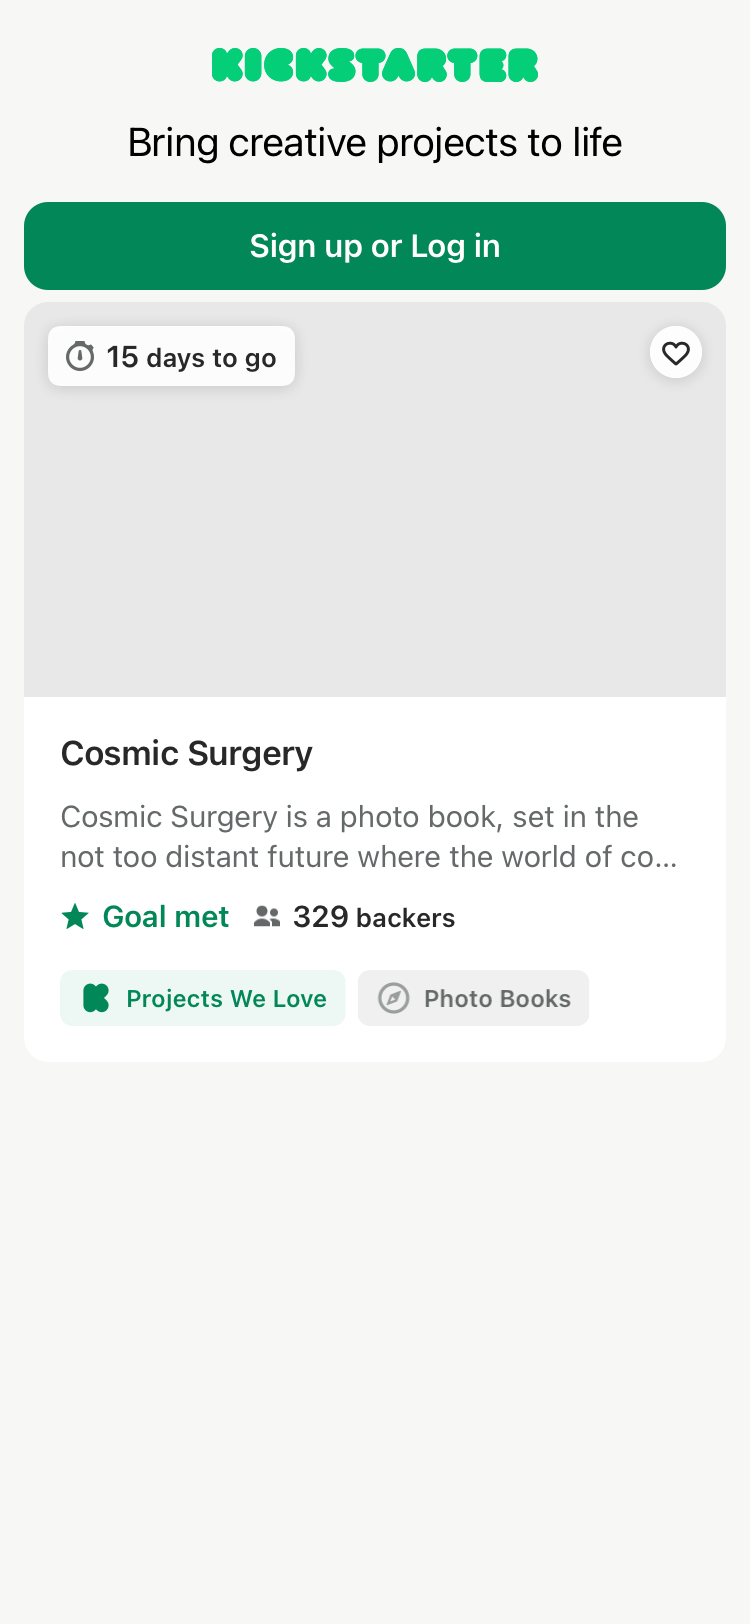 KICKSTARTER
Bring creative projects to life
Sign up or Log in
15 days to go
Cosmic Surgery
Cosmic Surgery is a photo book, set in the
not too distant future where the world of co...
Goal met 329 backers
Projects We Love Photo Books